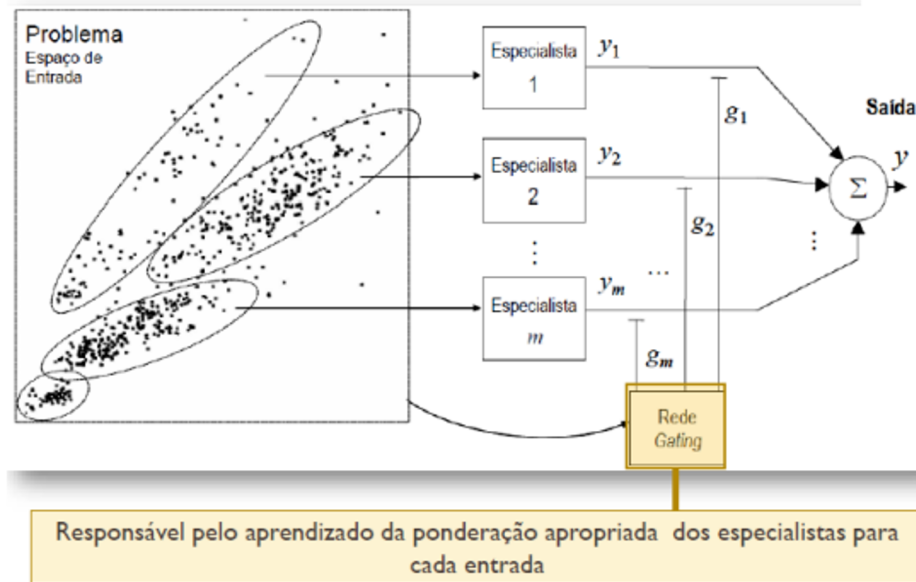 Problema
Espaço de
Entrada
Especialista
1
y₁
g₁
Saída
Especialista
2
y₂
g₂
Σ
y
⋮
...
⋮
Especialista
m
yₘ
gₘ
Rede
Gating
Responsável pelo aprendizado da ponderação apropriada dos especialistas para
cada entrada